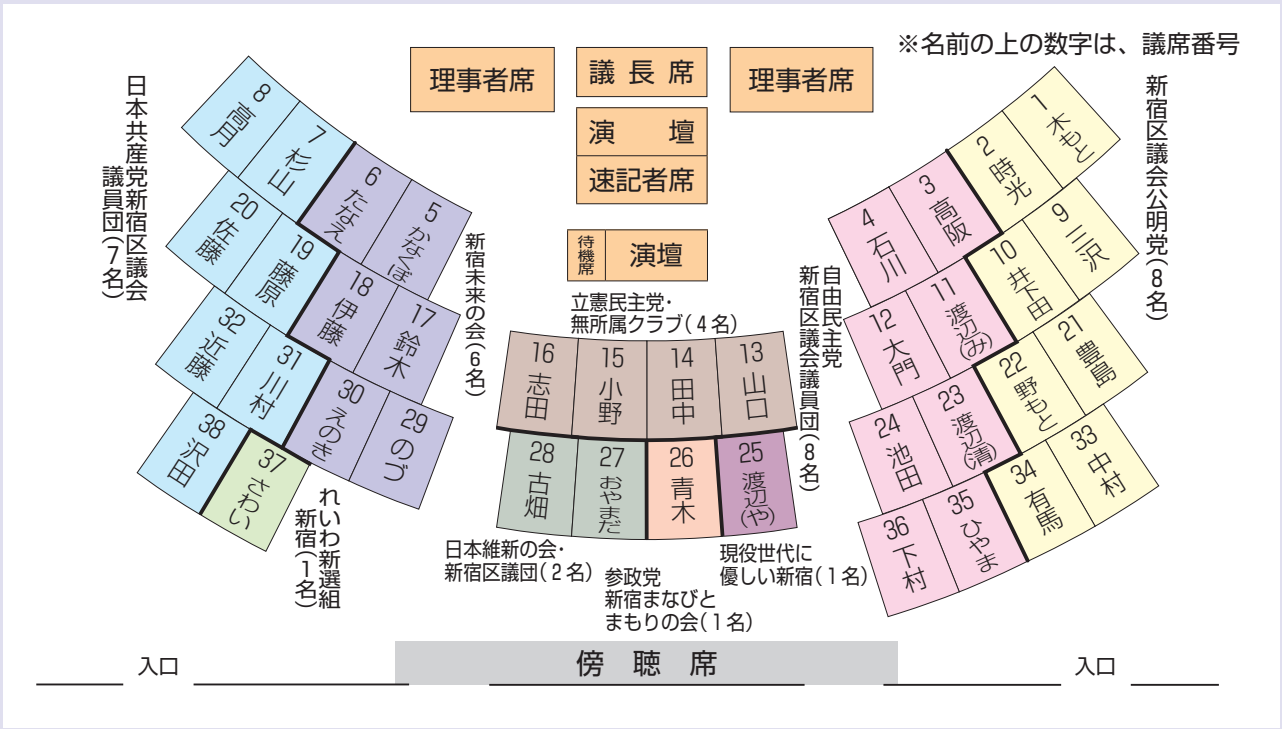 ※名前の上の数字は、議席番号
理事者席
議長席
理事者席
演壇
速記者席
待機席
演壇
日本共産党新宿区議会
議員団(7名)
8 高月
7 杉山
20 佐藤
19 藤原
32 近藤
31 川村
38 沢田
37 さわい
れいわ新選組
新宿(1名)
6 たなえ
5 かなくぼ
18 伊藤
17 鈴木
30 えのき
29 のづ
新宿未来の会(6名)
立憲民主党・
無所属クラブ(4名)
16 志田
15 小野
14 田中
13 山口
28 古畑
27 おやまだ
26 青木
25 渡辺(や)
日本維新の会・
新宿区議団(2名)
参政党
新宿まなびと
まもりの会(1名)
現役世代に
優しい新宿(1名)
自由民主党
新宿区議会議員団(8名)
4 石川
3 高阪
12 大門
11 渡辺(み)
24 池田
23 渡辺(清)
36 下村
35 ひやま
2 時光
1 木もと
10 井下田
9 三沢
22 野もと
21 豊島
34 有馬
33 中村
新宿区議会公明党(8名)
入口
傍聴席
入口